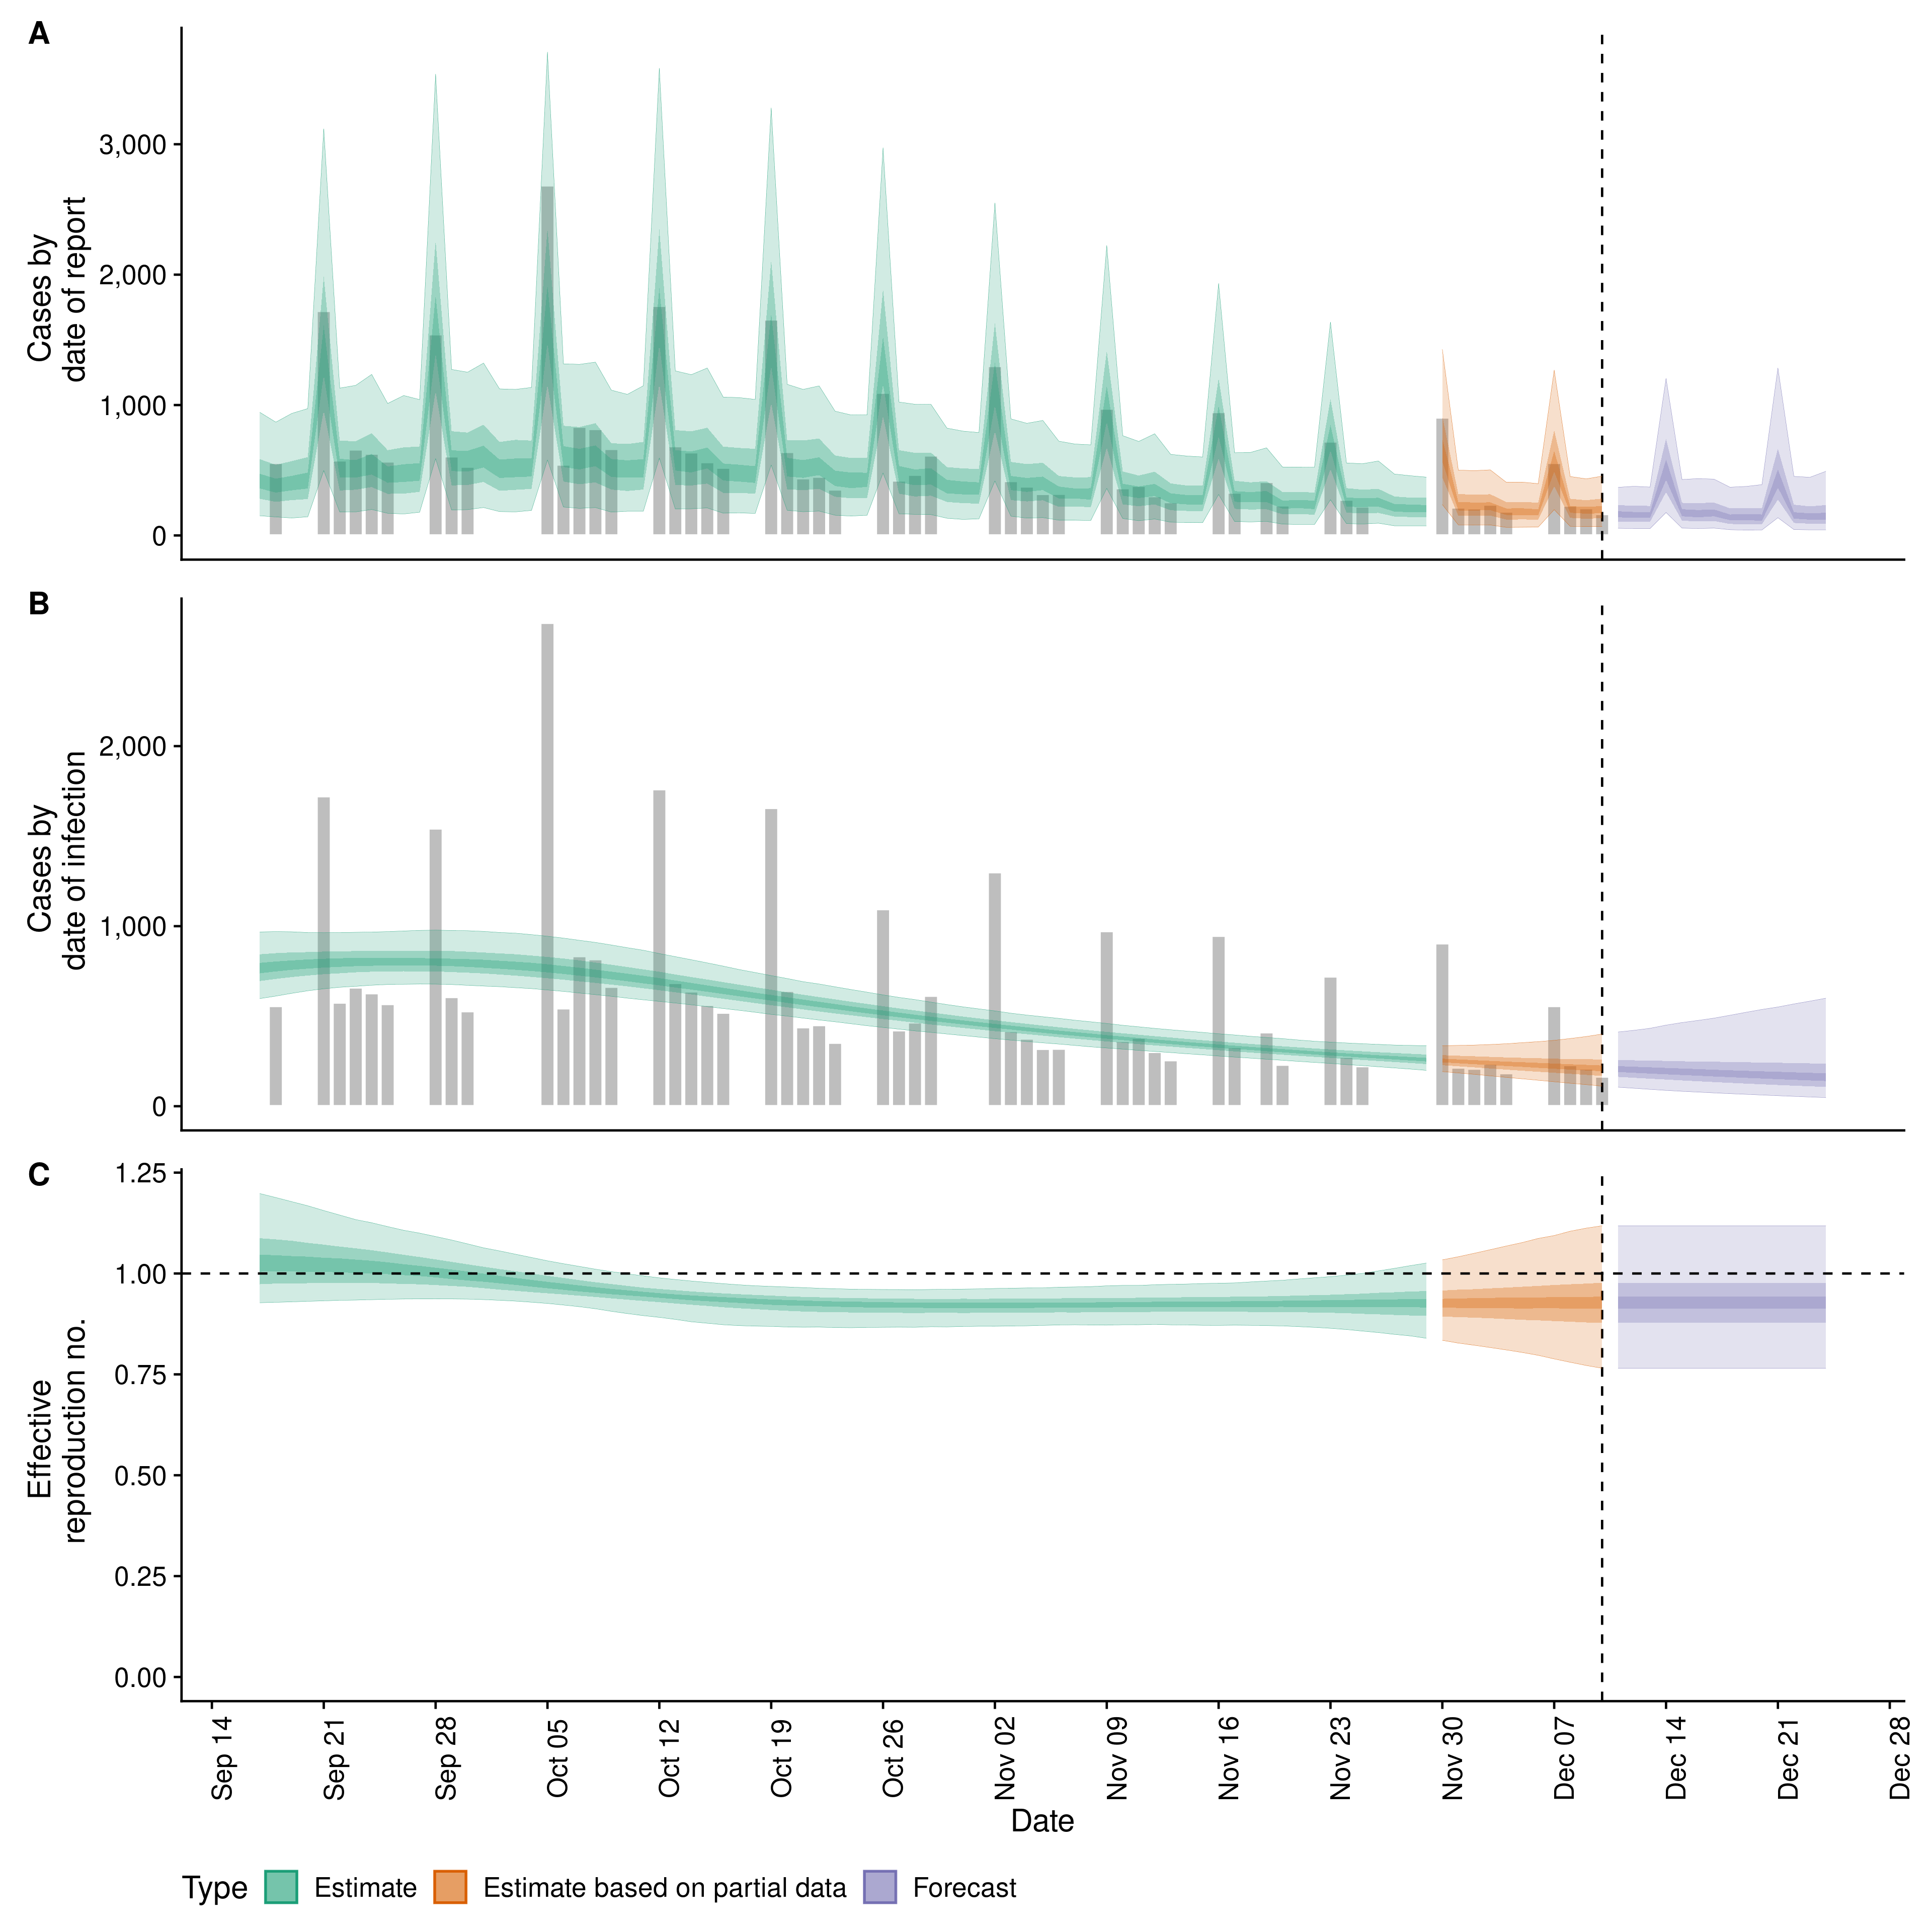 A
Cases by
date of report
3,000
2,000
1,000
0
B
Cases by
date of infection
2,000
1,000
0
C
Effective
reproduction no.
1.25
1.00
0.75
0.50
0.25
0.00
Sep 14
Sep 21
Sep 28
Oct 05
Oct 12
Oct 19
Oct 26
Nov 02
Nov 09
Nov 16
Nov 23
Nov 30
Dec 07
Dec 14
Dec 21
Dec 28
Date
Type Estimate Estimate based on partial data Forecast